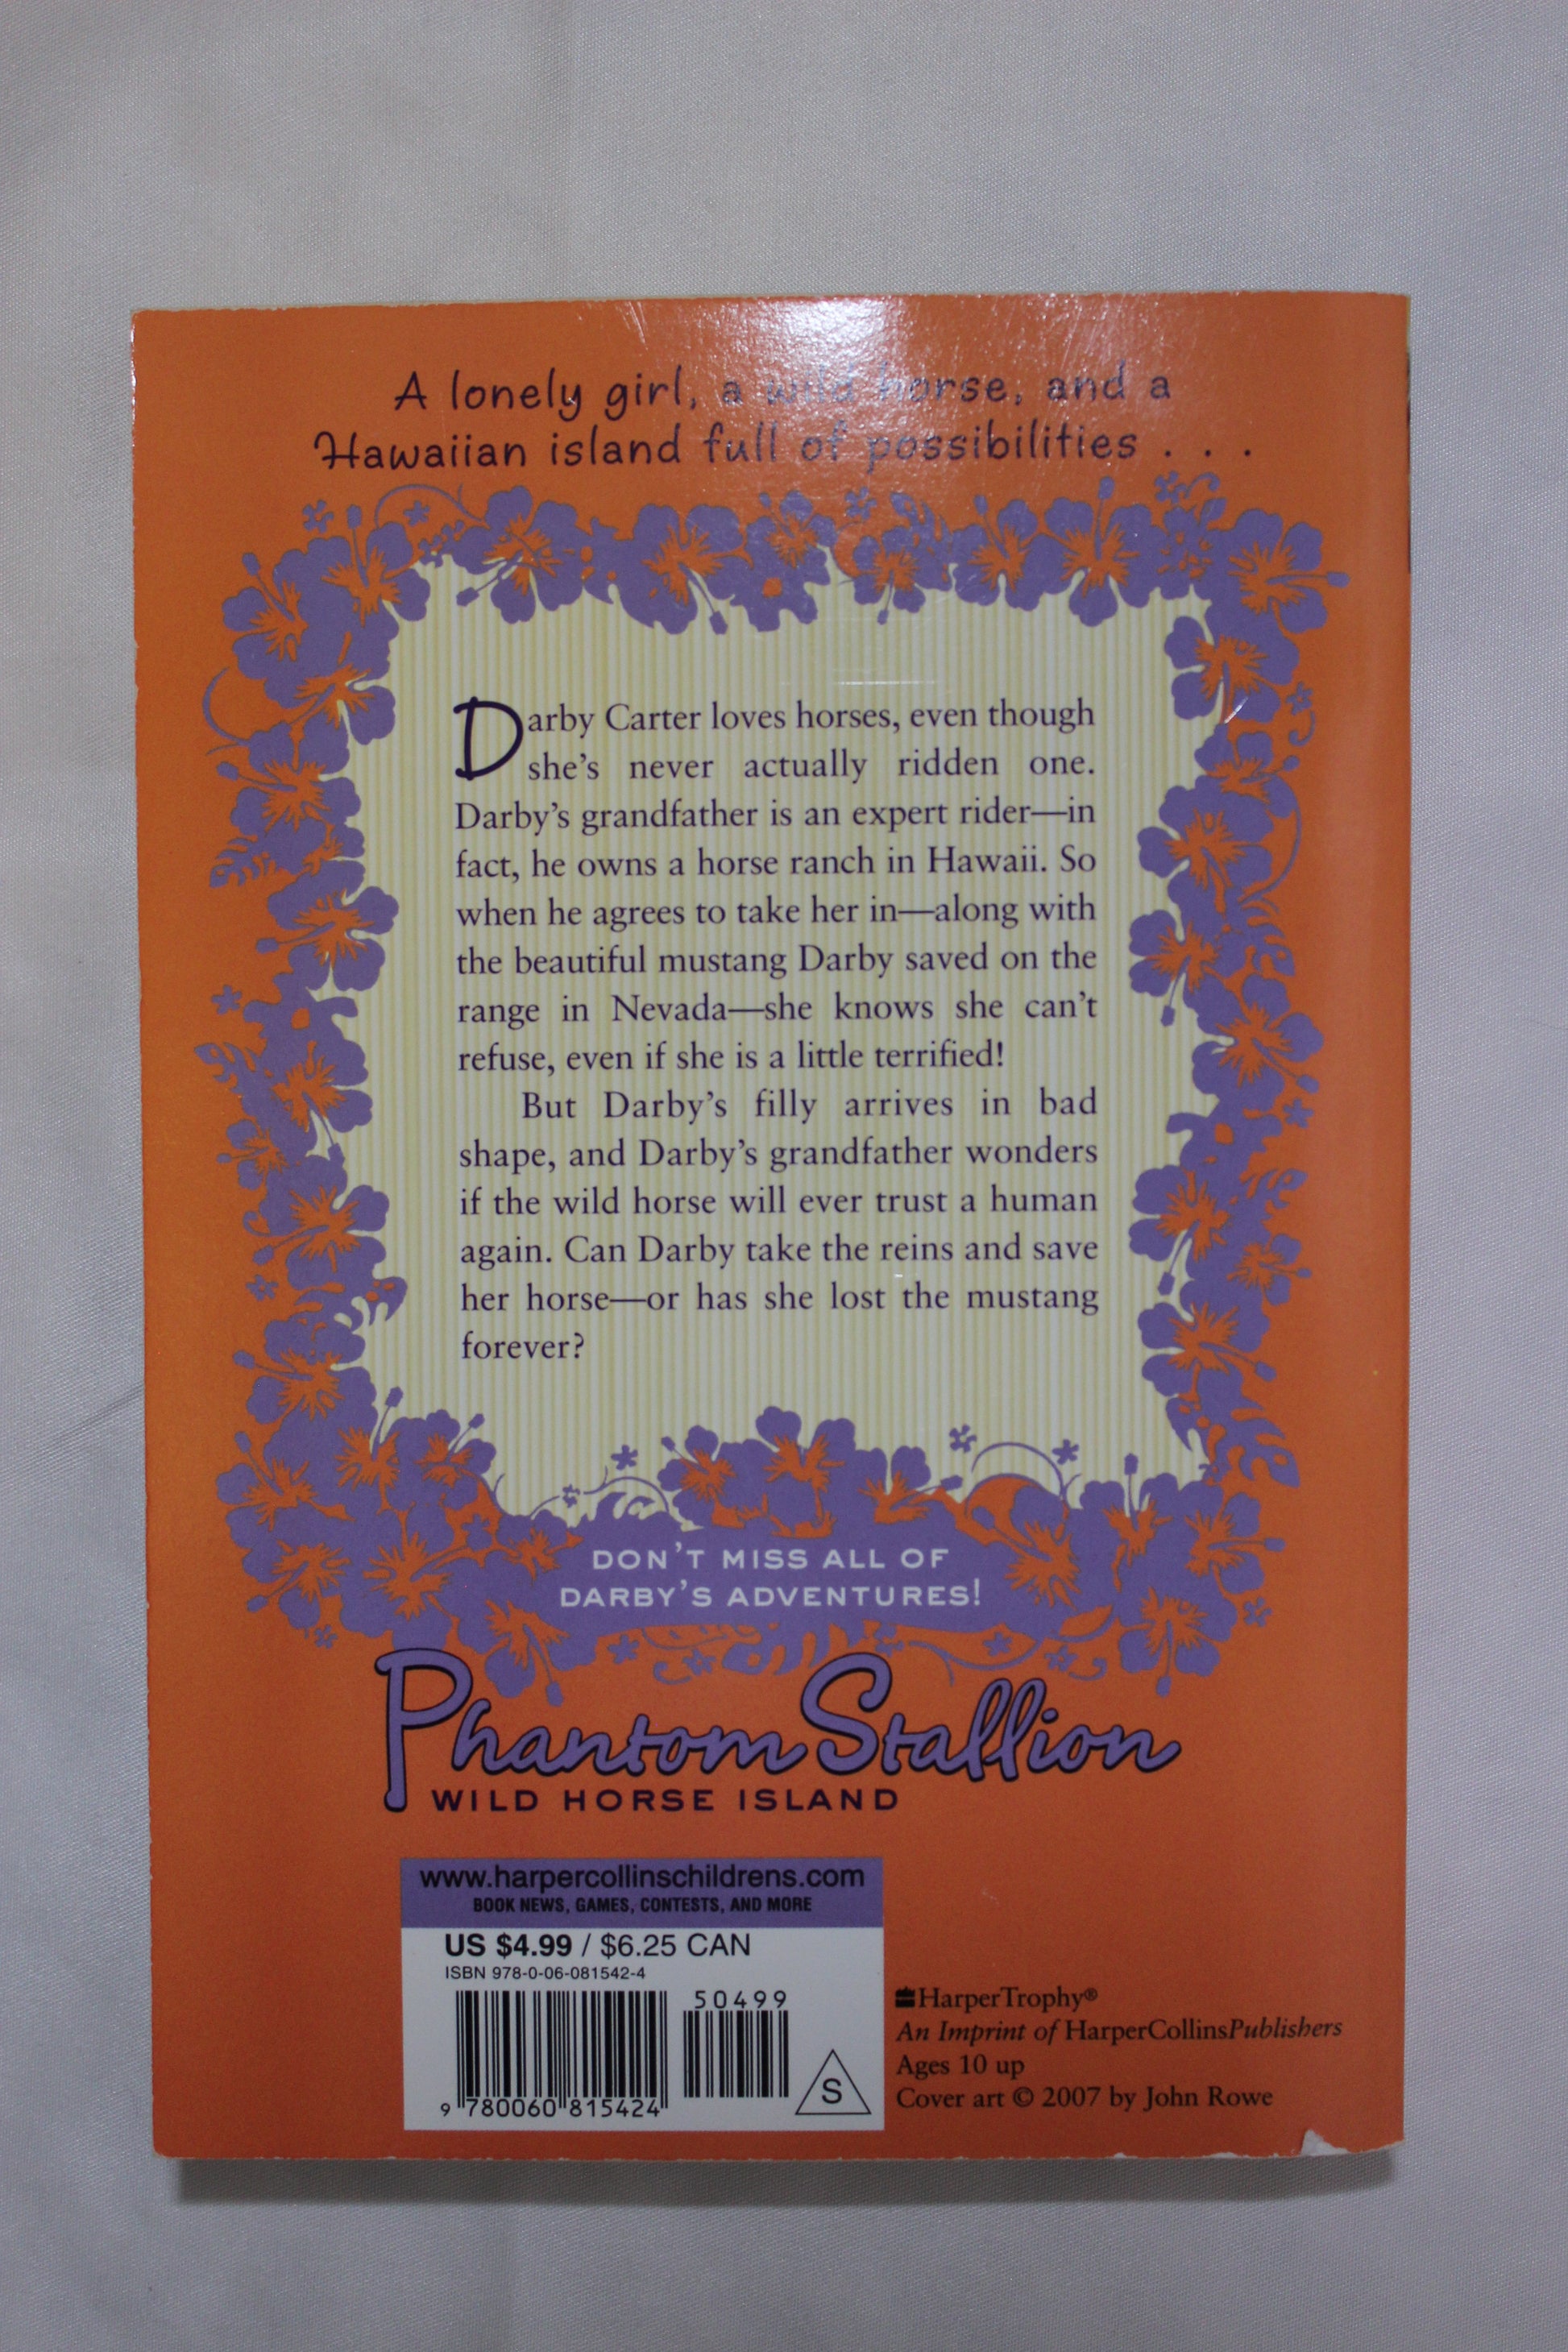 A lonely girl, a wild horse, and a
Hawaiian island full of possibilities . . .
Darby Carter loves horses, even though
she's never actually ridden one.
Darby's grandfather is an expert rider—in
fact, he owns a horse ranch in Hawaii. So
when he agrees to take her in—along with
the beautiful mustang Darby saved on the
range in Nevada—she knows she can't
refuse, even if she is a little terrified!
But Darby's filly arrives in bad
shape, and Darby's grandfather wonders
if the wild horse will ever trust a human
again. Can Darby take the reins and save
her horse—or has she lost the mustang
forever?
DON'T MISS ALL OF
DARBY'S ADVENTURES!
Phantom Stallion
WILD HORSE ISLAND
www.harpercollinschildrens.com
BOOK NEWS, GAMES, CONTESTS, AND MORE
US $4.99 / $6.25 CAN
ISBN 978-0-06-081542-4
50499
9 780060 815424
S
HarperTrophy®
An Imprint of HarperCollinsPublishers
Ages 10 up
Cover art © 2007 by John Rowe